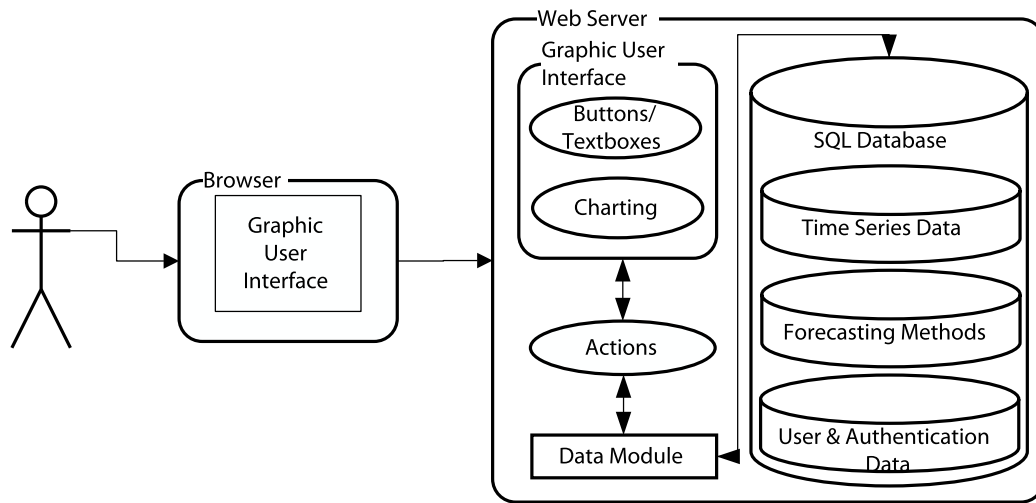 Web Server
Graphic User
Interface
Buttons/
Textboxes
SQL Database
Browser
Graphic
User
Interface
Charting
Time Series Data
Actions
Forecasting Methods
Data Module
User & Authentication
Data